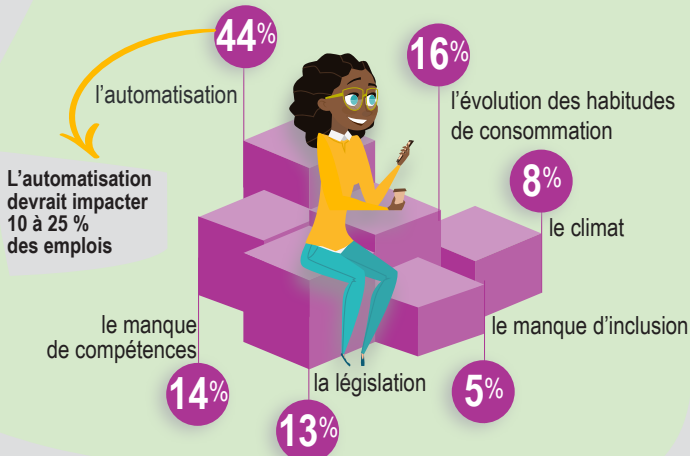 44%
l'automatisation
L'automatisation
devrait impacter
10 à 25 %
des emplois
16%
l'évolution des habitudes
de consommation
8%
le climat
le manque
de compétences
14%
la législation
13%
le manque d'inclusion
5%